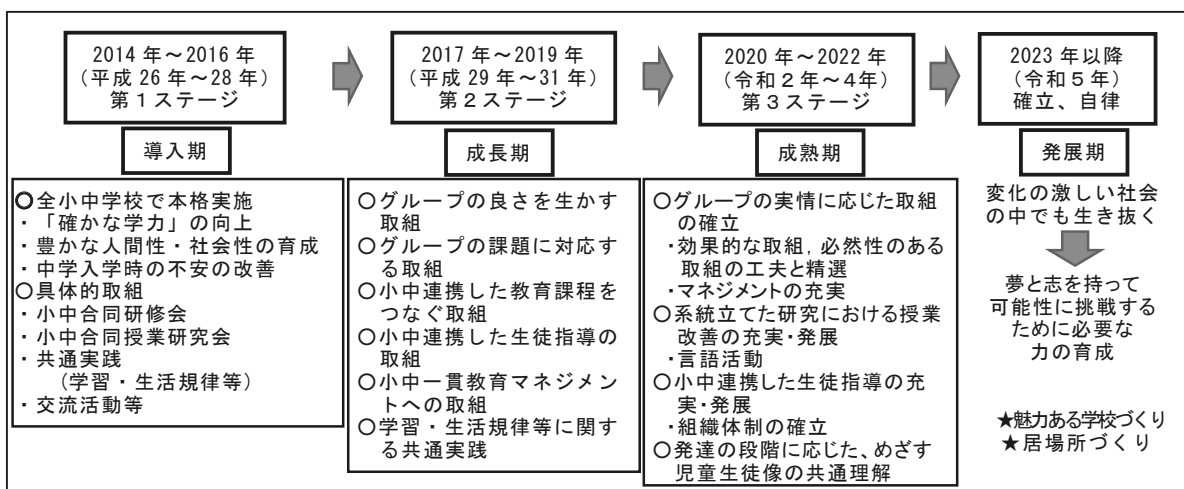 2014 年～2016 年
（平成 26 年～28 年）
第１ステージ
導入期
○全小中学校で本格実施
・「確かな学力」の向上
・豊かな人間性・社会性の育成
・中学入学時の不安の改善
○具体的取組
・小中合同研修会
・小中合同授業研究会
・共通実践
（学習・生活規律等）
・交流活動等
2017 年～2019 年
（平成 29 年～31 年）
第２ステージ
成長期
○グループの良さを生かす
取組
○グループの課題に対応す
る取組
○小中連携した教育課程を
つなぐ取組
○小中連携した生徒指導の
取組
○小中一貫教育マネジメン
トへの取組
○学習・生活規律等に関す
る共通実践
2020 年～2022 年
（令和２年～４年）
第３ステージ
成熟期
○グループの実情に応じた取組
の確立
・効果的な取組，必然性のある
取組の工夫と精選
・マネジメントの充実
○系統立てた研究における授業
改善の充実・発展
・言語活動
○小中連携した生徒指導の充
実・発展
・組織体制の確立
○発達の段階に応じた、めざす
児童生徒像の共通理解
2023 年以降
（令和５年）
確立、自律
発展期
変化の激しい社会
の中でも生き抜く
夢と志を持って
可能性に挑戦する
ために必要な
力の育成
★魅力ある学校づくり
★居場所づくり